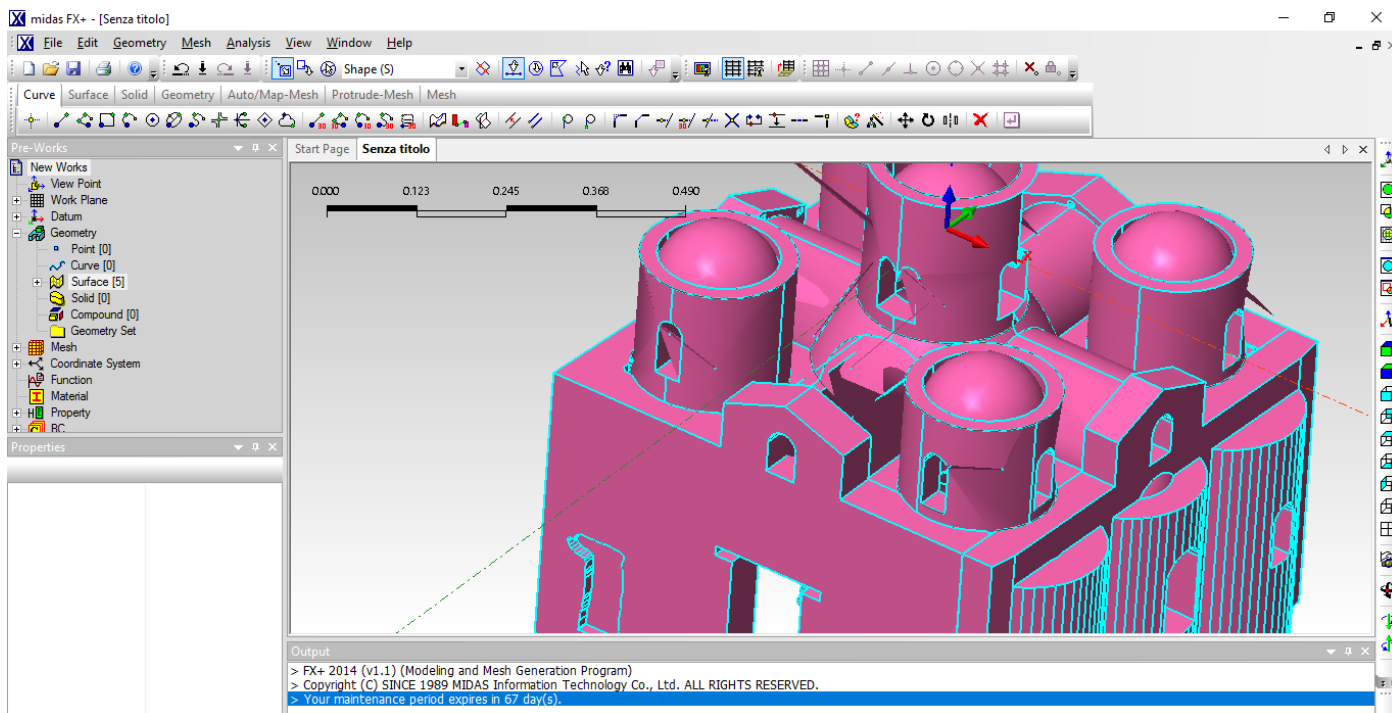 midas FX+ - [Senza titolo]
File Edit Geometry Mesh Analysis View Window Help
Shape (S)
Curve Surface Solid Geometry Auto/Map-Mesh Protrude-Mesh Mesh
Pre-Works
New Works
View Point
Work Plane
Datum
Geometry
Point [0]
Curve [0]
Surface [5]
Solid [0]
Compound [0]
Geometry Set
Mesh
Coordinate System
Function
Material
Property
BC
Properties
Start Page Senza titolo
0.000 0.123 0.245 0.368 0.490
X
Output
> FX+ 2014 (v1.1) (Modeling and Mesh Generation Program)
> Copyright (C) SINCE 1989 MIDAS Information Technology Co., Ltd. ALL RIGHTS RESERVED.
> Your maintenance period expires in 67 day(s).